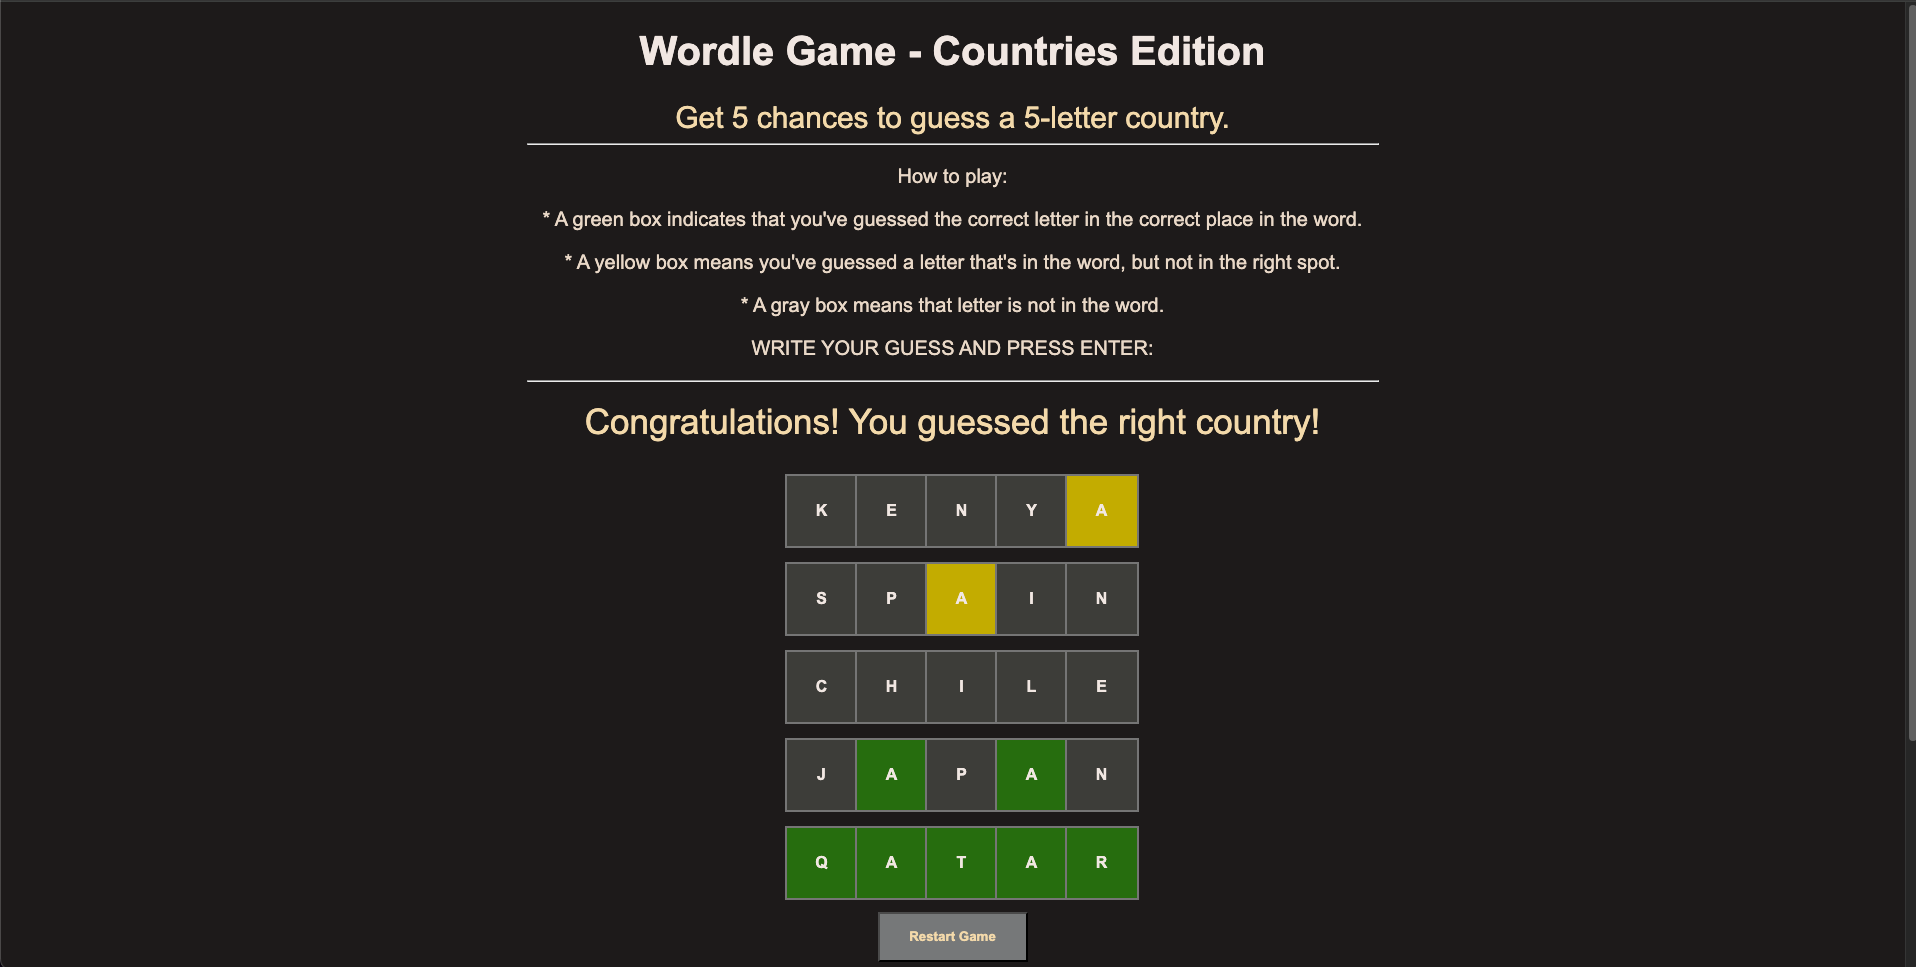 Wordle Game - Countries Edition
Get 5 chances to guess a 5-letter country.
How to play:
* A green box indicates that you've guessed the correct letter in the correct place in the word.
* A yellow box means you've guessed a letter that's in the word, but not in the right spot.
* A gray box means that letter is not in the word.
WRITE YOUR GUESS AND PRESS ENTER:
Congratulations! You guessed the right country!
K E N Y A
S P A I N
C H I L E
J A P A N
Q A T A R
Restart Game